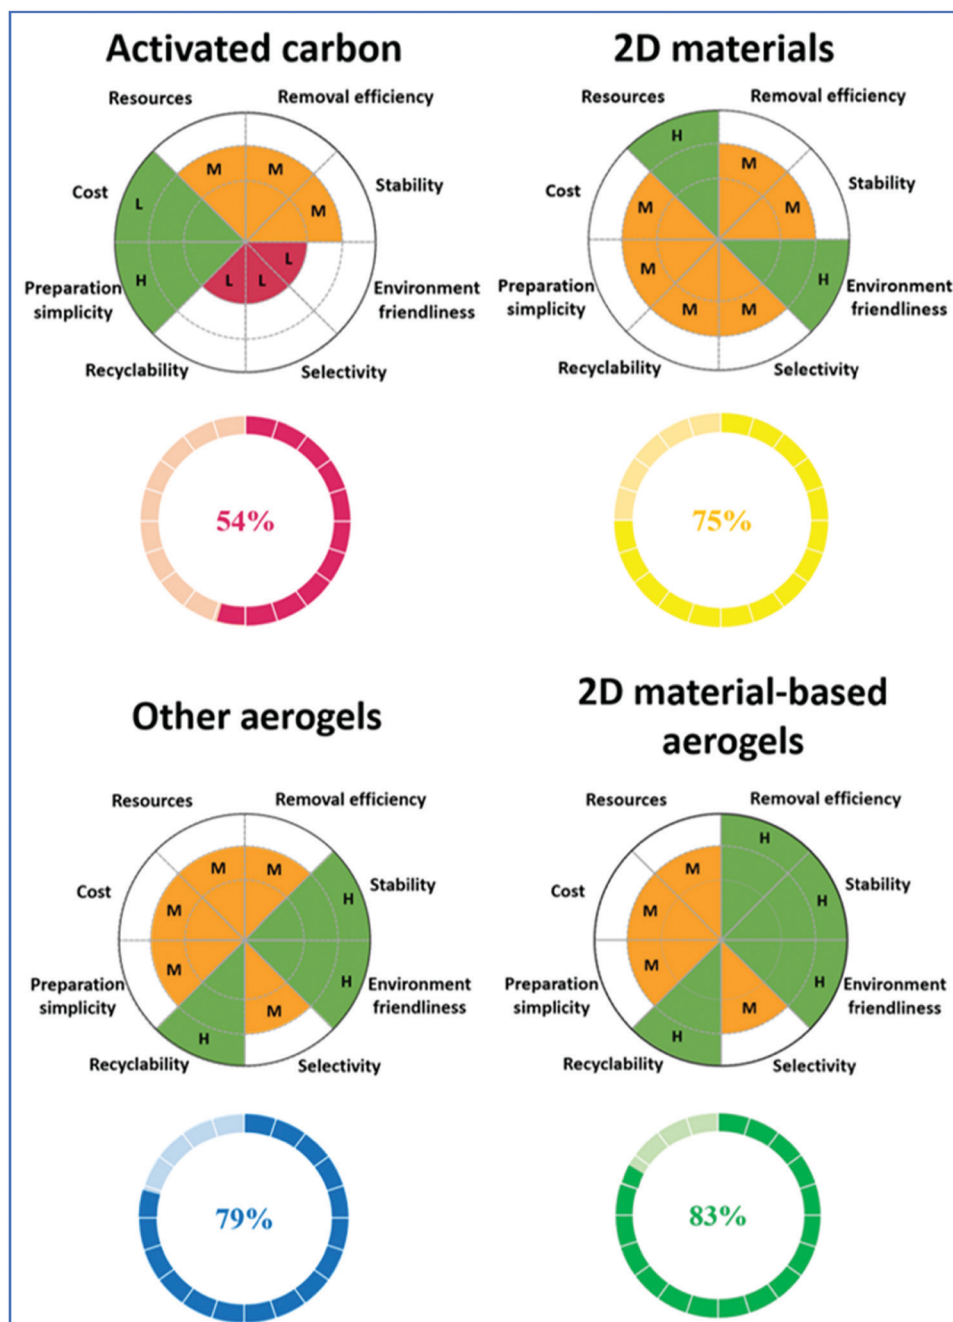 Activated carbon
Resources
Removal efficiency
M
M
Cost
Stability
L
M
L
H
L
L
Preparation
simplicity
Environment
friendliness
Recyclability
Selectivity
54%
2D materials
Resources
Removal efficiency
H
M
Cost
Stability
M
M
M
H
M
M
Preparation
simplicity
Environment
friendliness
Recyclability
Selectivity
75%
Other aerogels
Resources
Removal efficiency
M
M
Cost
Stability
M
H
M
H
H
M
Preparation
simplicity
Environment
friendliness
Recyclability
Selectivity
79%
2D material-based
aerogels
Resources
Removal efficiency
M
H
Cost
Stability
M
H
M
H
H
M
Preparation
simplicity
Environment
friendliness
Recyclability
Selectivity
83%